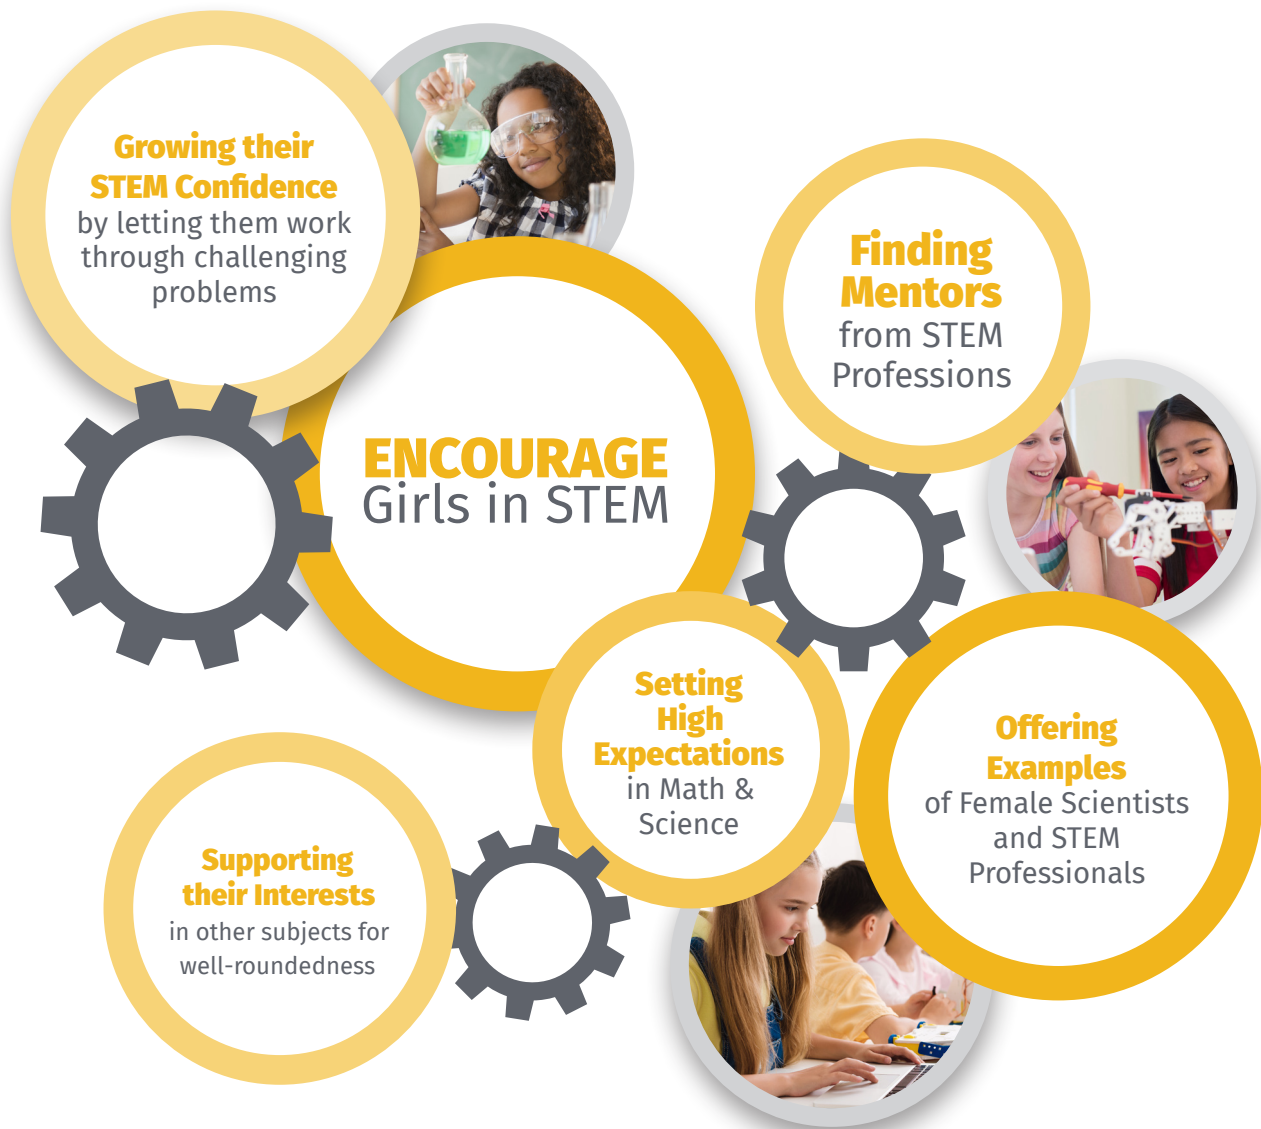 Growing their
STEM Confidence
by letting them work
through challenging
problems
Finding
Mentors
from STEM
Professions
ENCOURAGE
Girls in STEM
Setting
High
Expectations
in Math &
Science
Offering
Examples
of Female Scientists
and STEM
Professionals
Supporting
their Interests
in other subjects for
well-roundedness